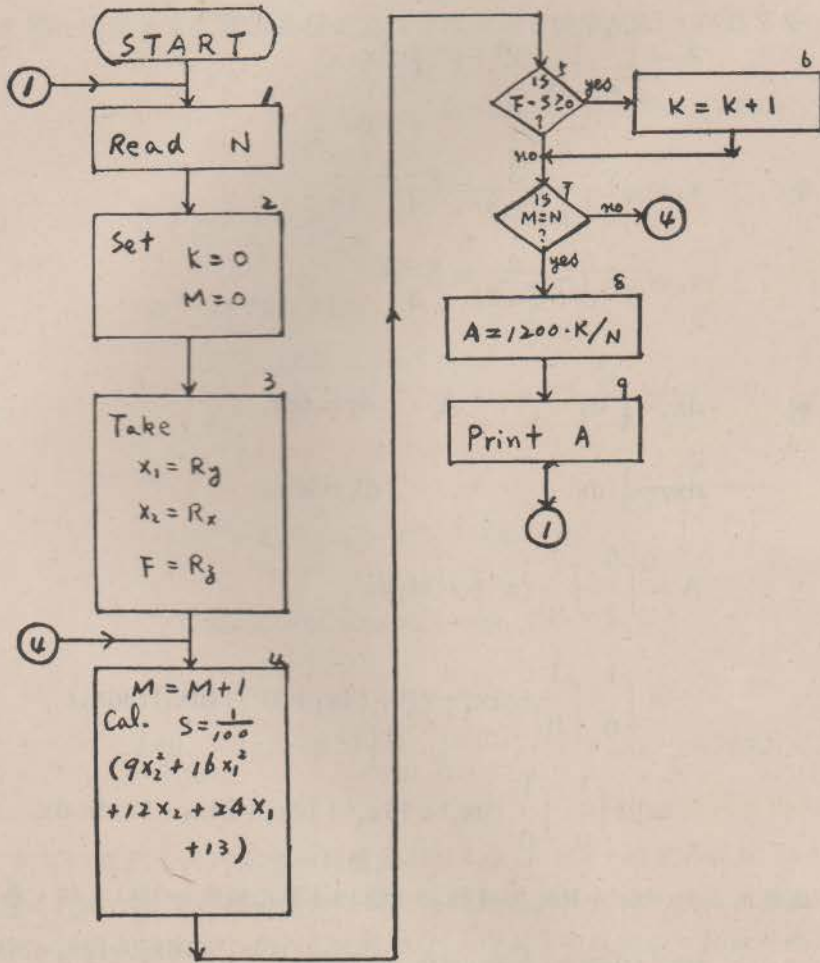 START
1
1
Read N
2
Set
K = 0
M = 0
3
Take
x₁ = Ry
x₂ = Rx
F = Rz
4
4
M = M+1
Cal. S = 1/100
(9x₂² + 16x₁²
+12x₂ + 24x₁
+13)
5
is
F-S≥0
?
yes
6
K = K+1
no
7
is
M=N
?
no
4
yes
8
A = 1200·K/N
9
Print A
1